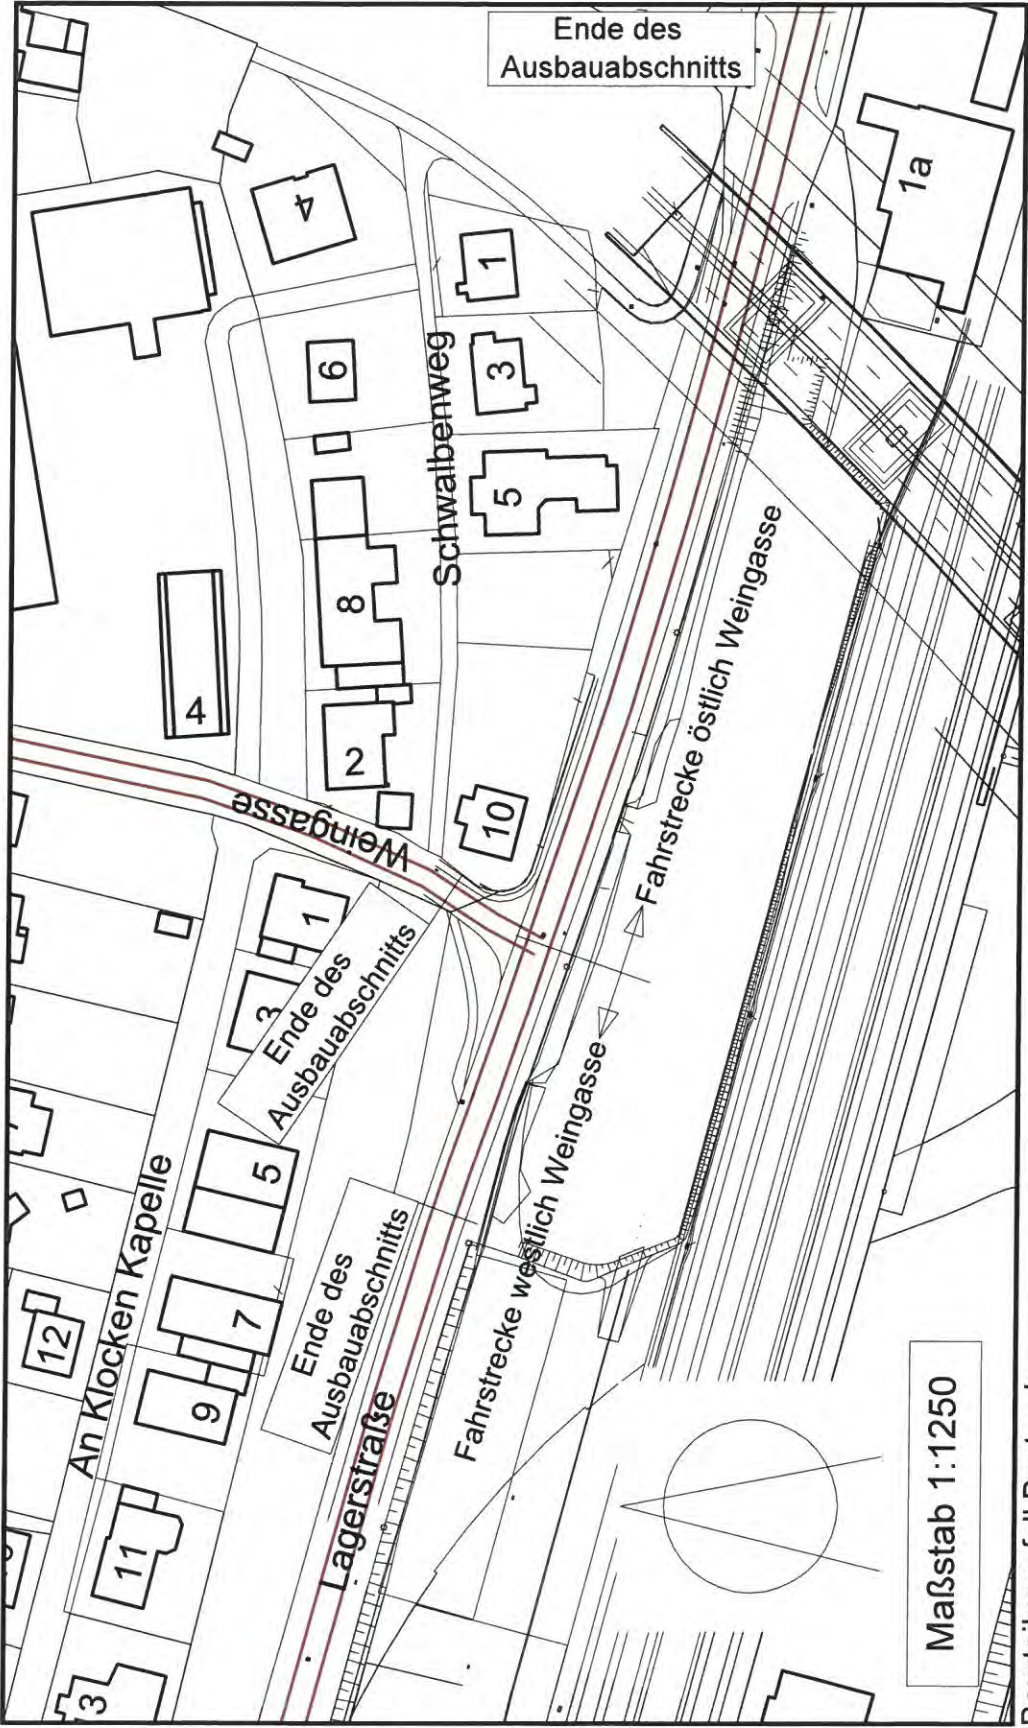 Ende des
Ausbauabschnitts
1a
4
1
6
3
Schwalbenweg
5
8
4
2
10
Weingasse
Fahrstrecke östlich Weingasse
Fahrstrecke westlich Weingasse
1
3
Ende des
Ausbauabschnitts
5
An Klocken Kapelle
7
12
9
11
13
Ende des
Ausbauabschnitts
Lagerstraße
Maßstab 1:1250